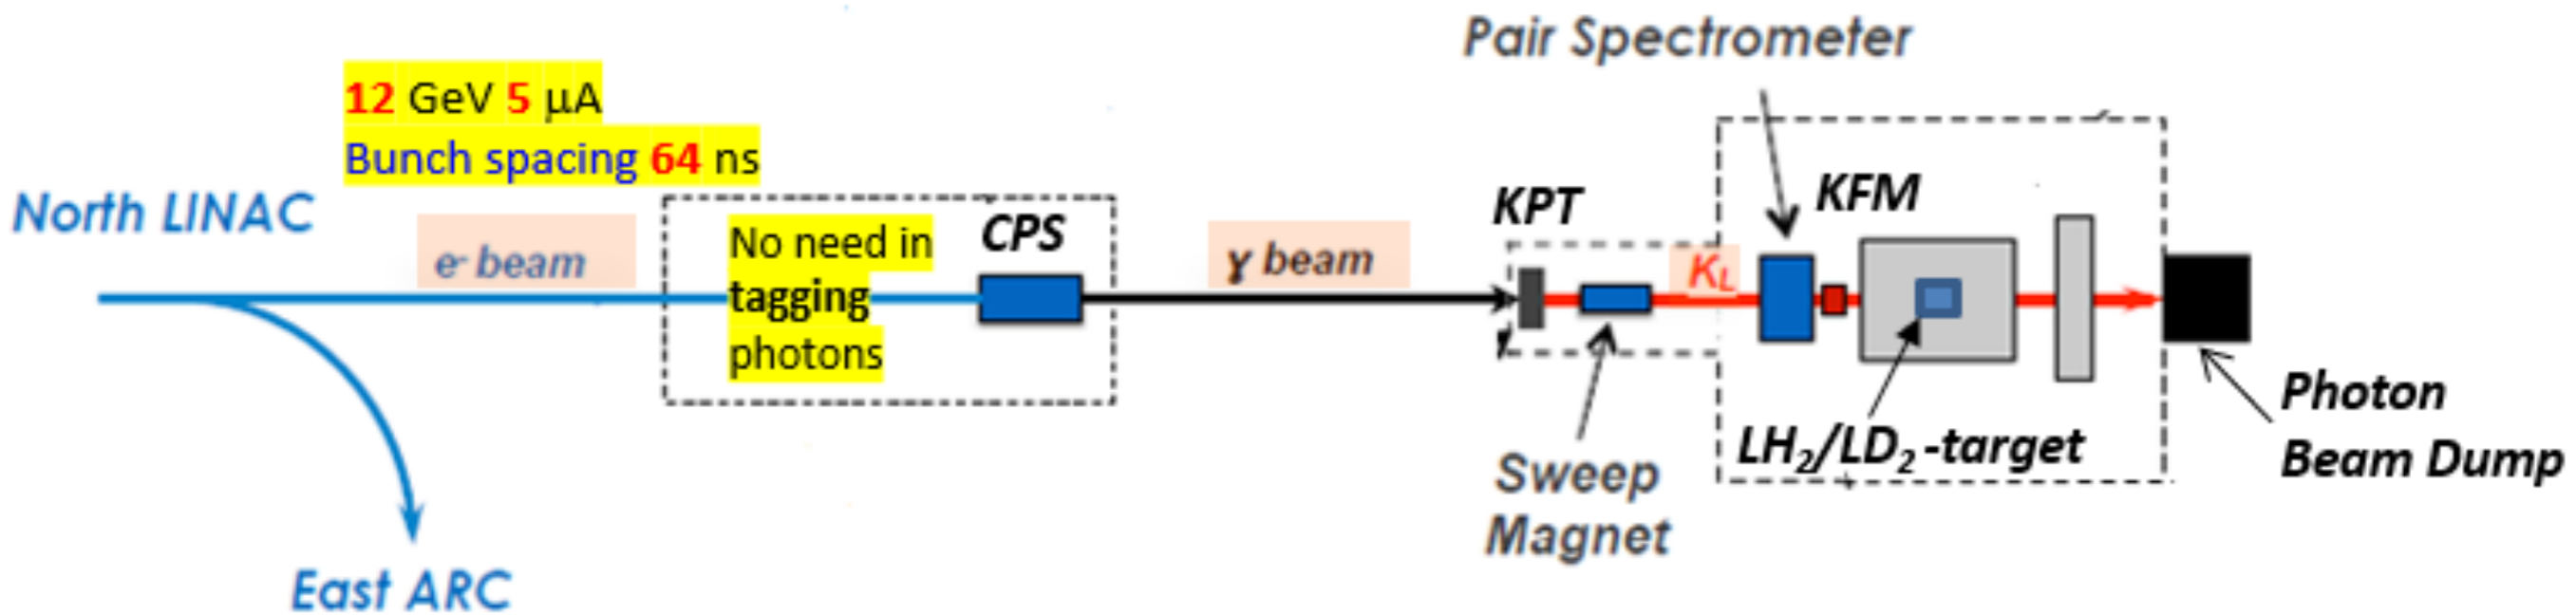 Pair Spectrometer
12 GeV 5 µA
Bunch spacing 64 ns
North LINAC
e- beam
No need in
tagging
photons
CPS
γ beam
KPT
KL
KFM
LH2/LD2-target
Sweep
Magnet
Photon
Beam Dump
East ARC